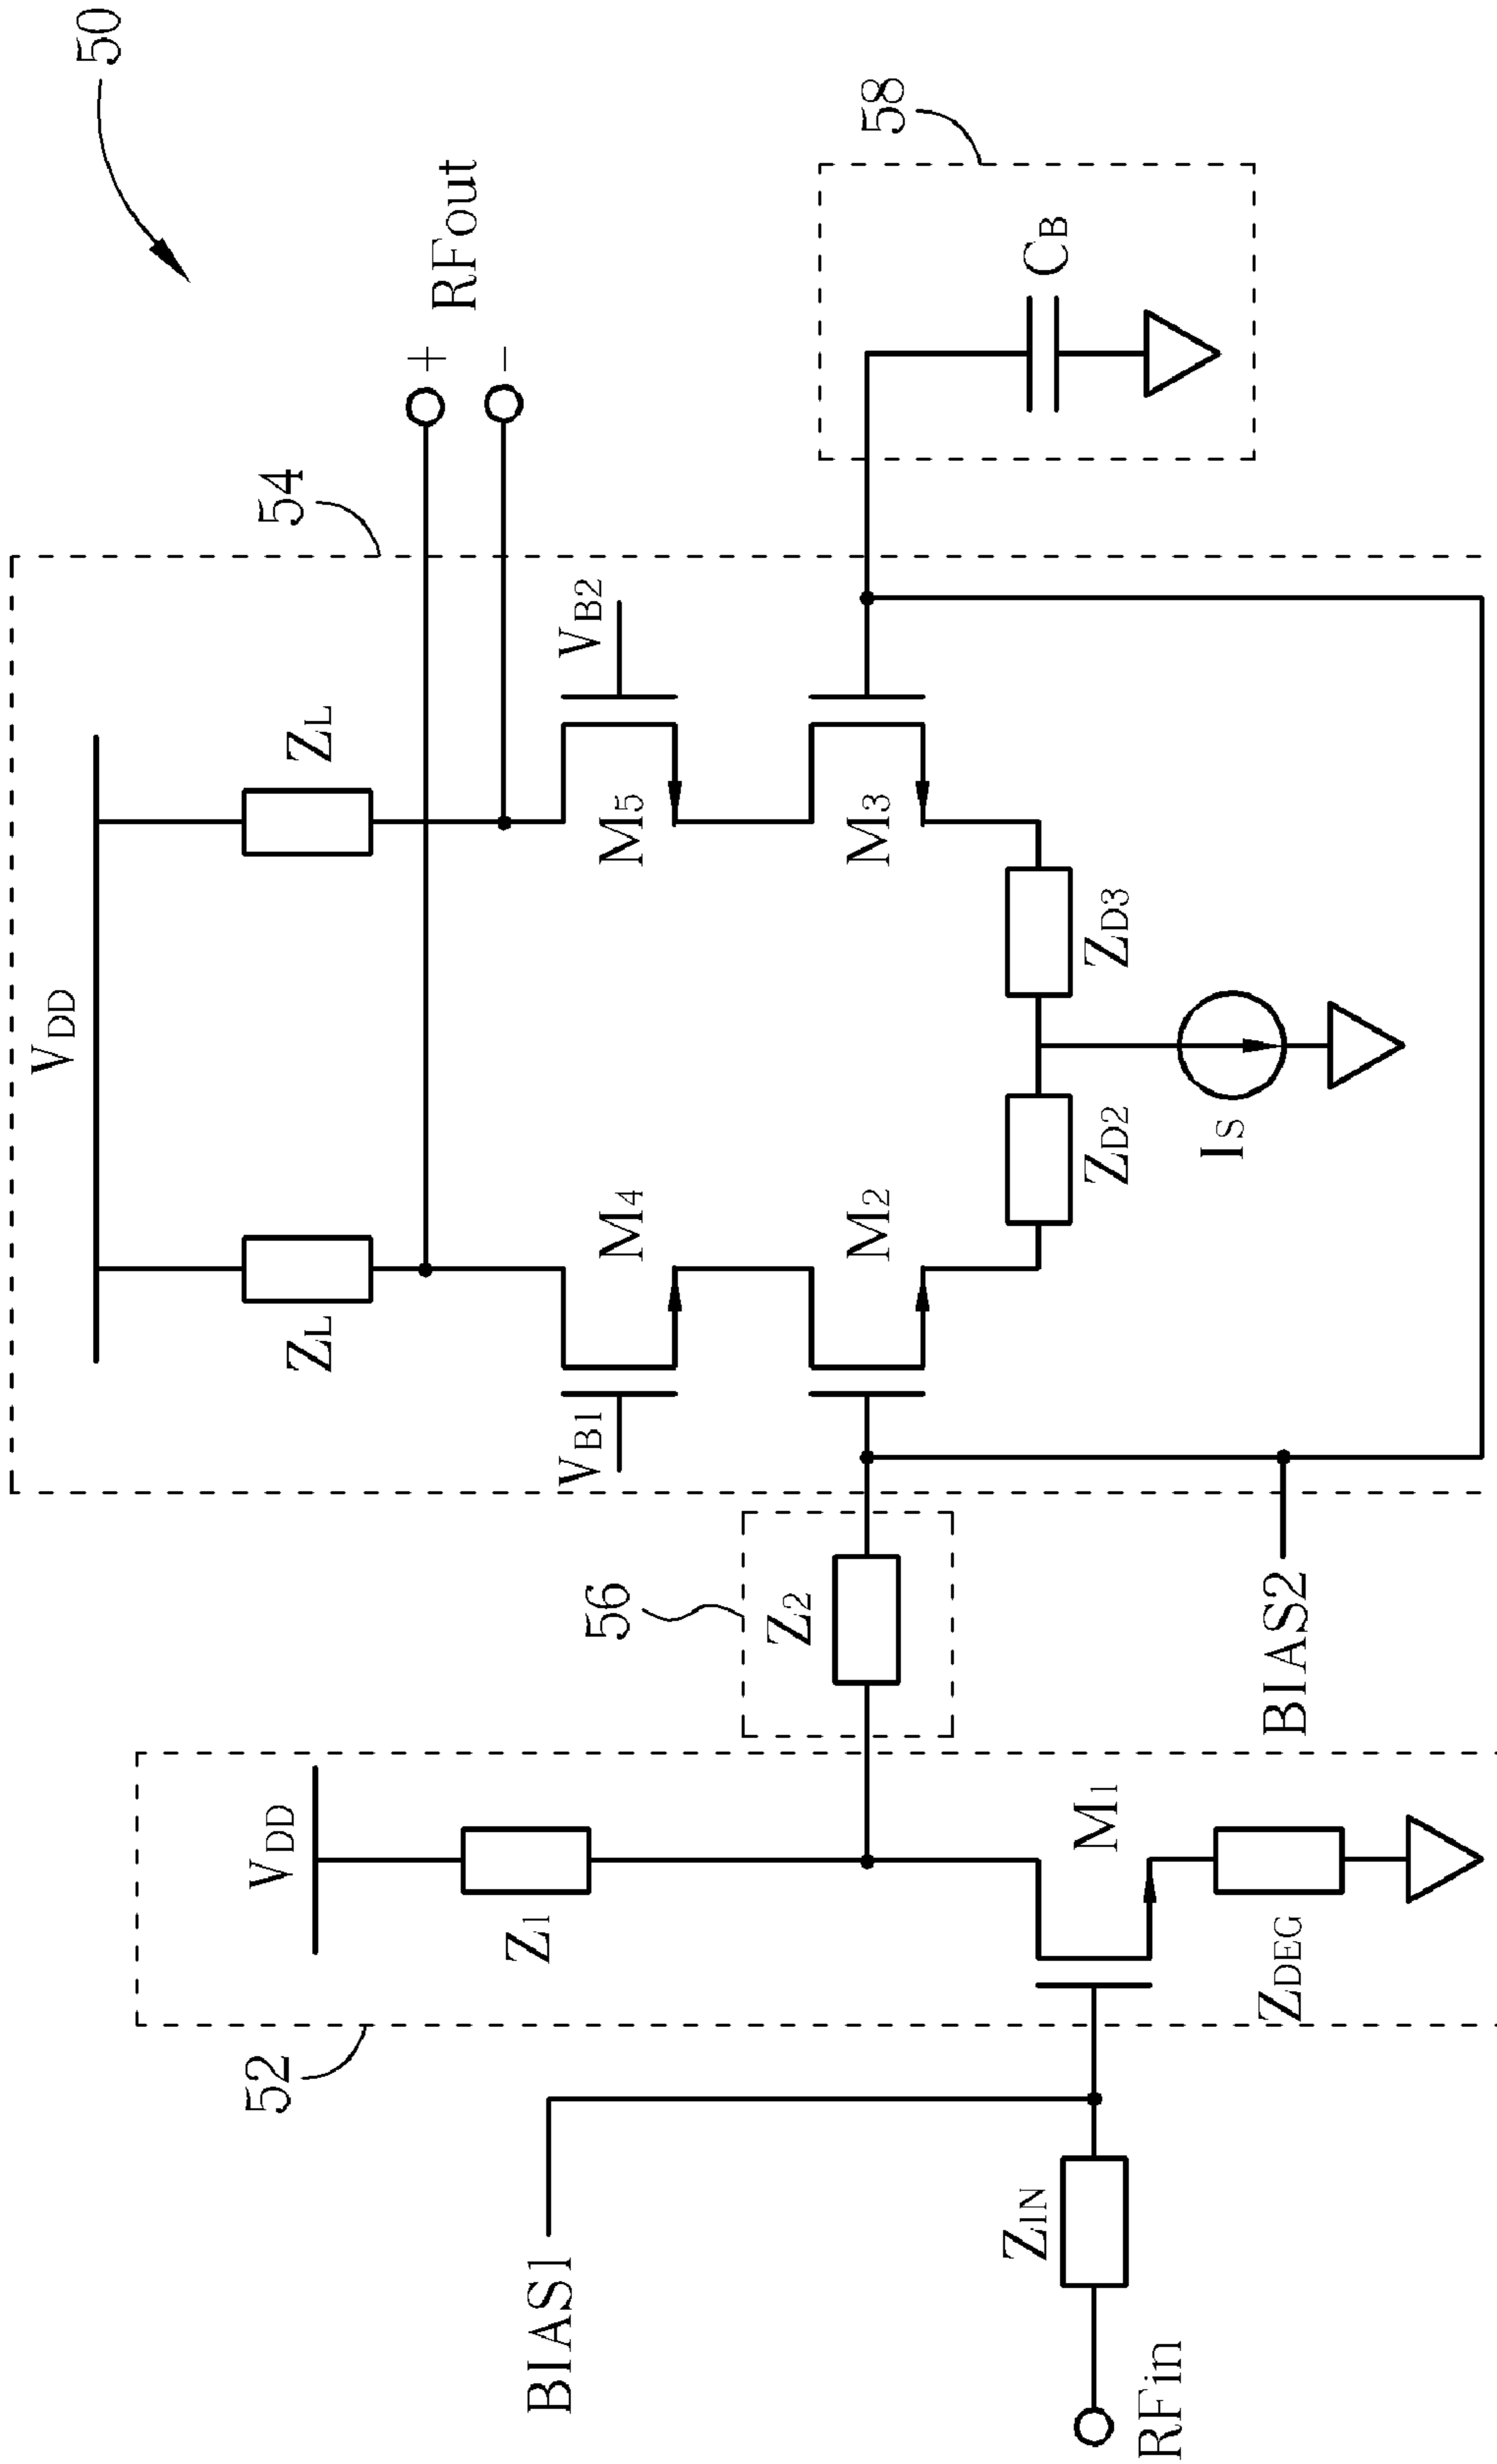 50
54
VDD
ZL
ZL
+
-
RFout
58
VB1
M4
M5
VB2
CB
52
VDD
Z1
56
Z2
M2
M3
ZD2
ZD3
IS
BIAS1
M1
ZDEG
BIAS2
ZIN
RFin